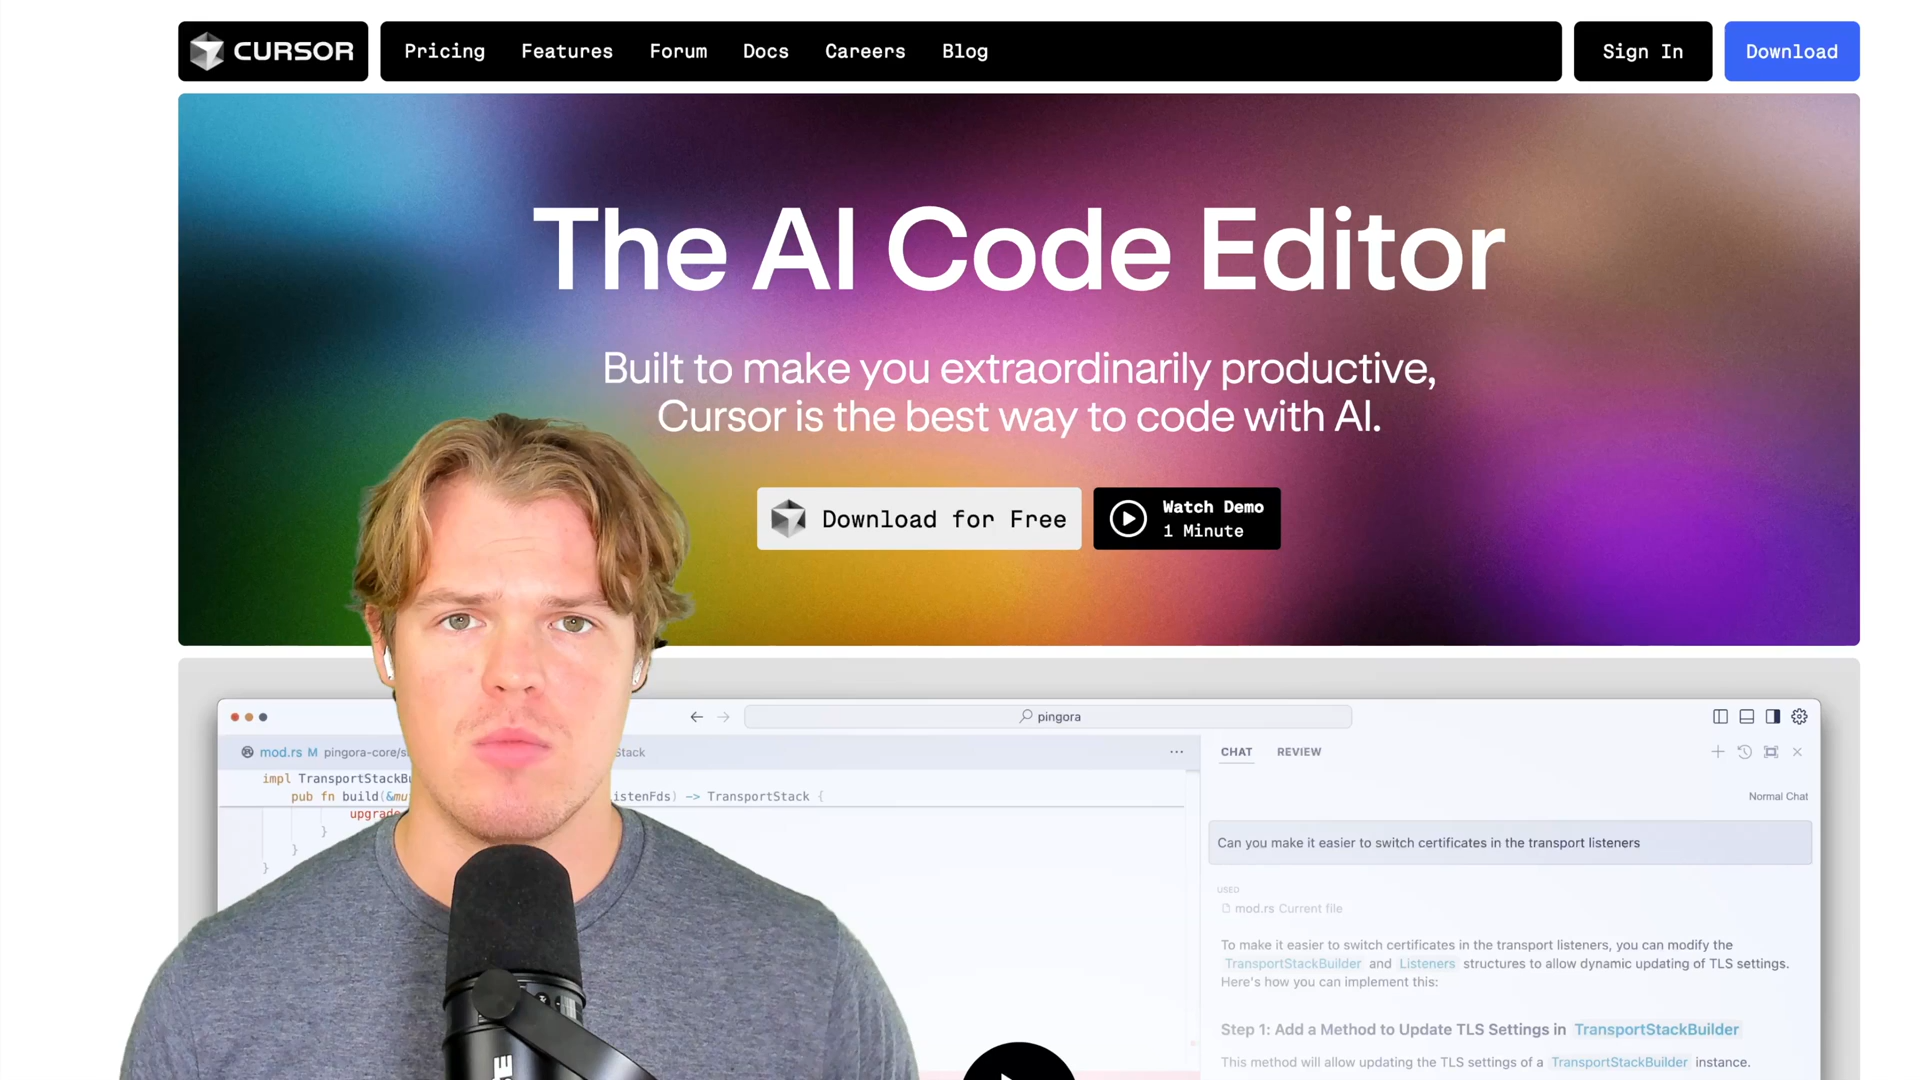 CURSOR
Pricing Features Forum Docs Careers Blog
Sign In
Download
The AI Code Editor
Built to make you extraordinarily productive,
Cursor is the best way to code with AI.
Download for Free
Watch Demo
1 Minute
pingora
mod.rs M pingora-core/s
Stack
CHAT REVIEW
impl TransportStackBu
pub fn build(&mut
istenFds) -> TransportStack {
upgrade
}
}
}
Normal Chat
Can you make it easier to switch certificates in the transport listeners
USED
mod.rs Current file
To make it easier to switch certificates in the transport listeners, you can modify the
TransportStackBuilder and Listeners structures to allow dynamic updating of TLS settings.
Here's how you can implement this:
Step 1: Add a Method to Update TLS Settings in TransportStackBuilder
This method will allow updating the TLS settings of a TransportStackBuilder instance.